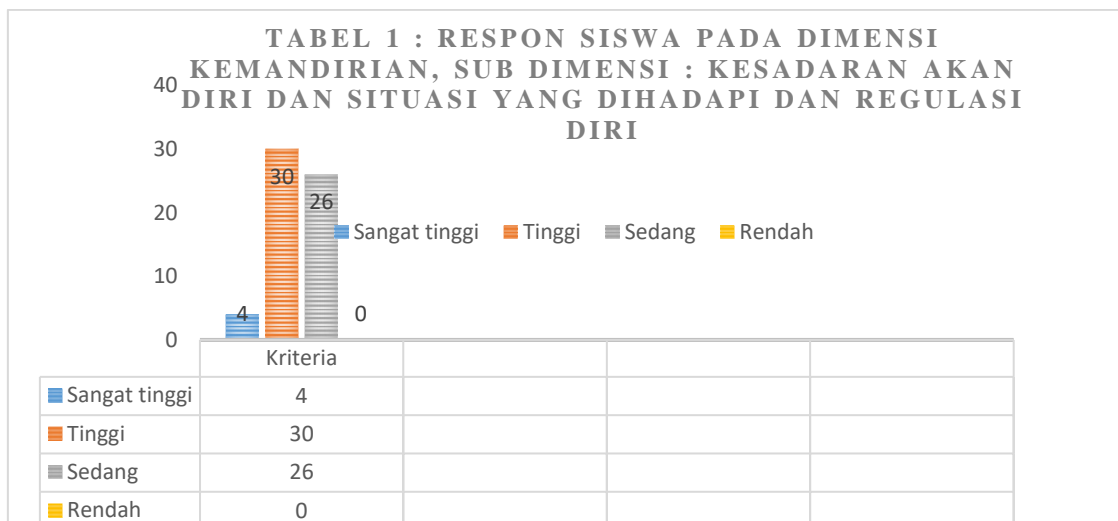 TABEL 1 : RESPON SISWA PADA DIMENSI
KEMANDIRIAN, SUB DIMENSI : KESADARAN AKAN
DIRI DAN SITUASI YANG DIHADAPI DAN REGULASI
DIRI
40
30
20
10
0
4
30
26
0
Sangat tinggi Tinggi Sedang Rendah
Kriteria
Sangat tinggi 4
Tinggi 30
Sedang 26
Rendah 0